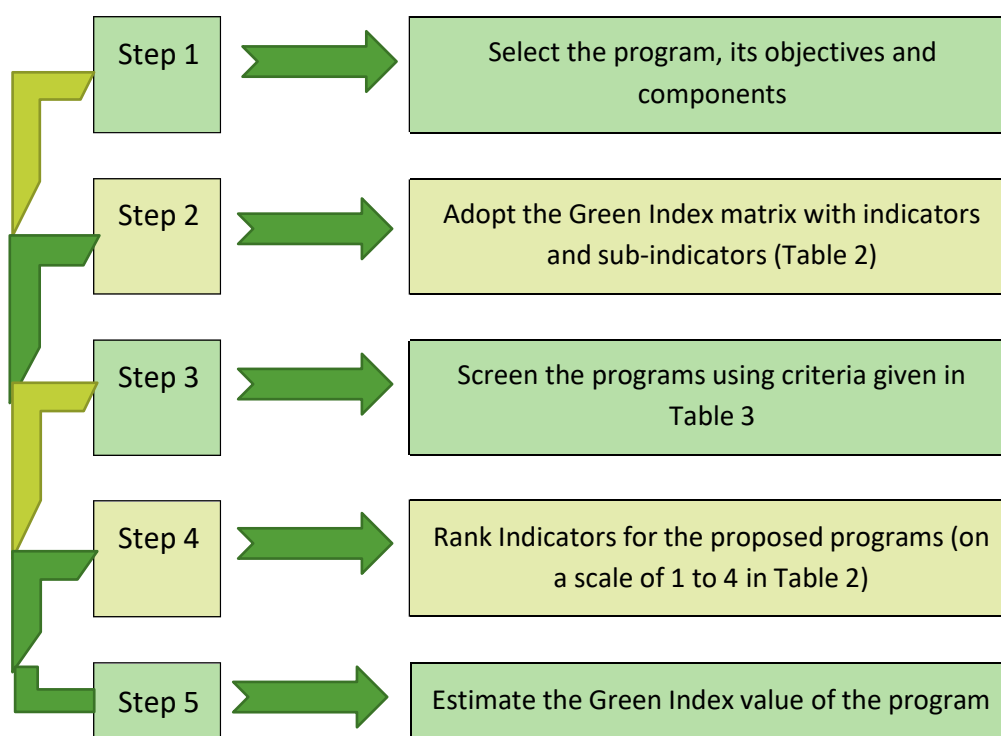 Step 1
Select the program, its objectives and
components
Step 2
Adopt the Green Index matrix with indicators
and sub-indicators (Table 2)
Step 3
Screen the programs using criteria given in
Table 3
Step 4
Rank Indicators for the proposed programs (on
a scale of 1 to 4 in Table 2)
Step 5
Estimate the Green Index value of the program